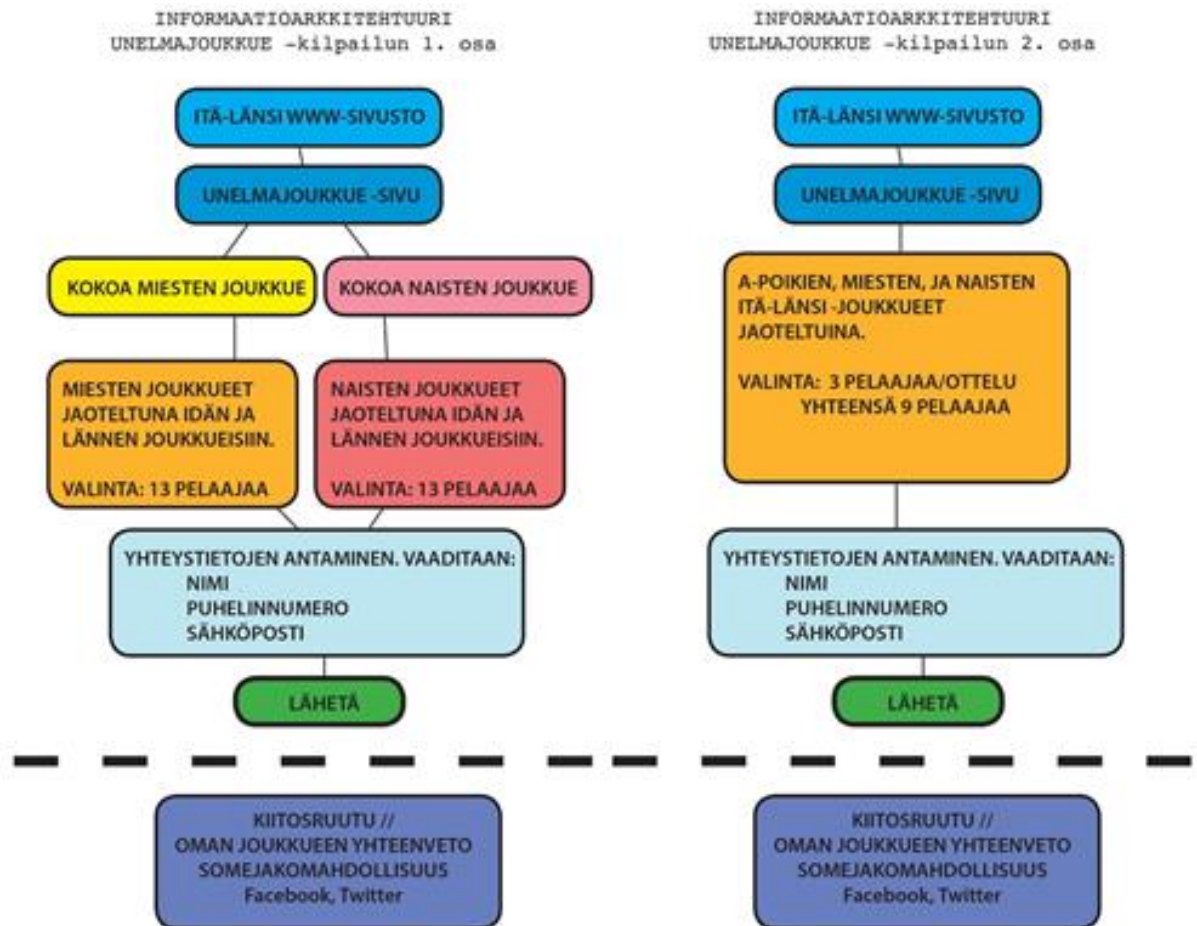 INFORMAATIOARKKITEHTUURI
UNELMAJOUKKUE -kilpailun 1. osa
ITÄ-LÄNSI WWW-SIVUSTO
UNELMAJOUKKUE -SIVU
KOKOA MIESTEN JOUKKUE
KOKOA NAISTEN JOUKKUE
MIESTEN JOUKKUEET
JAOTELTUNA IDÄN JA
LÄNNEN JOUKKUEISIIN.
VALINTA: 13 PELAAJAA
NAISTEN JOUKKUEET
JAOTELTUNA IDÄN JA
LÄNNEN JOUKKUEISIIN.
VALINTA: 13 PELAAJAA
YHTEYSTIETOJEN ANTAMINEN. VAADITAAN:
NIMI
PUHELINNUMERO
SÄHKÖPOSTI
LÄHETÄ
KIITOSRUUTU //
OMAN JOUKKUEEN YHTEENVETO
SOMEJAKOMAHDOLLISUUS
Facebook, Twitter
INFORMAATIOARKKITEHTUURI
UNELMAJOUKKUE -kilpailun 2. osa
ITÄ-LÄNSI WWW-SIVUSTO
UNELMAJOUKKUE -SIVU
A-POIKIEN, MIESTEN, JA NAISTEN
ITÄ-LÄNSI -JOUKKUEET
JAOTELTUINA.
VALINTA: 3 PELAAJAA/OTTELU
YHTEENSÄ 9 PELAAJAA
YHTEYSTIETOJEN ANTAMINEN. VAADITAAN:
NIMI
PUHELINNUMERO
SÄHKÖPOSTI
LÄHETÄ
KIITOSRUUTU //
OMAN JOUKKUEEN YHTEENVETO
SOMEJAKOMAHDOLLISUUS
Facebook, Twitter